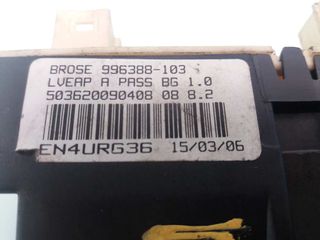 BROSE 996388-103
LVEAP A PASS BG 1.0
503620090408 08 8.2
EN4URG36 15/03/06